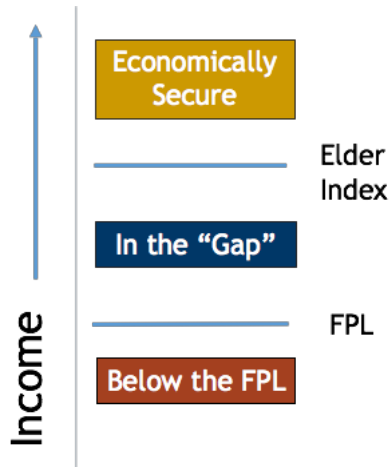 Economically
Secure
Elder
Index
In the “Gap”
FPL
Below the FPL
Income